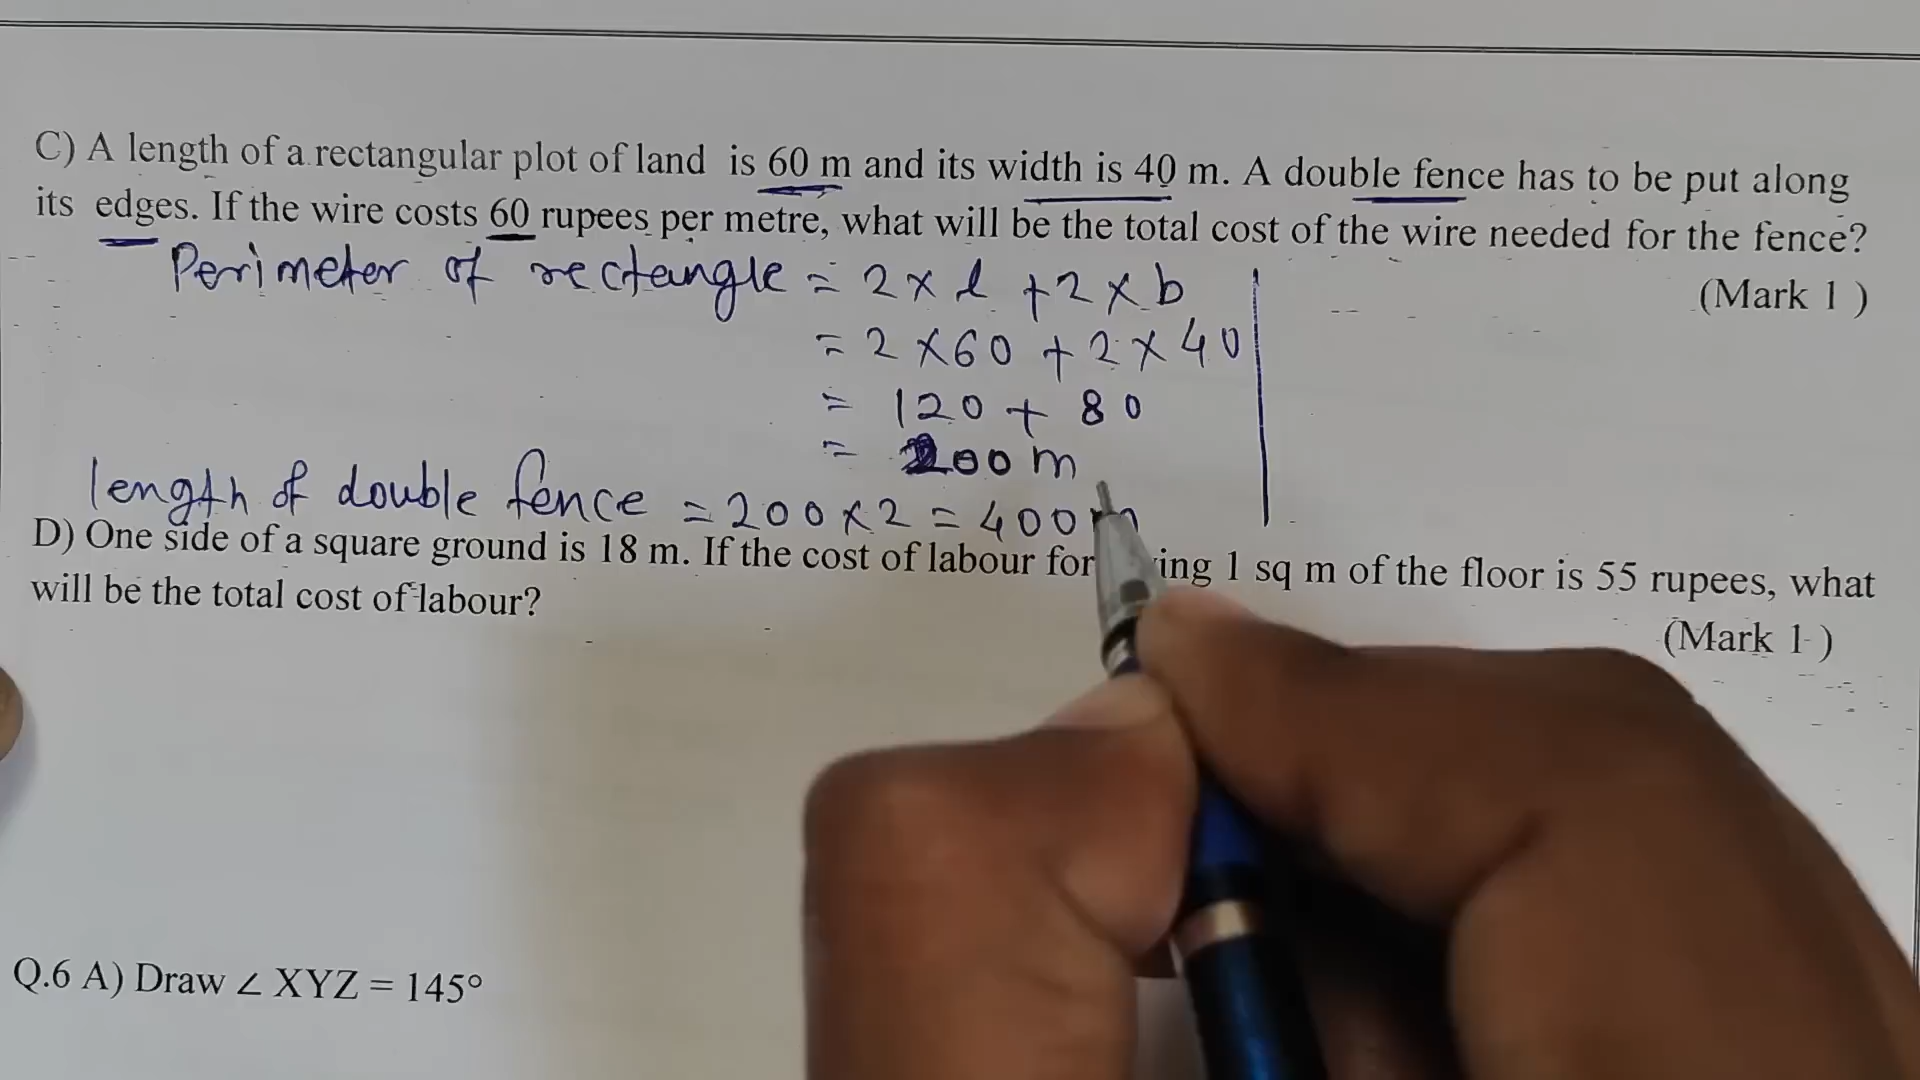 C) A length of a rectangular plot of land is 60 m and its width is 40 m. A double fence has to be put along
its edges. If the wire costs 60 rupees per metre, what will be the total cost of the wire needed for the fence?
(Mark 1 )
Perimeter of rectangle = 2 × l + 2 × b
= 2 × 60 + 2 × 40
= 120 + 80
= 200 m
length of double fence = 200 × 2 = 400 m
D) One side of a square ground is 18 m. If the cost of labour for ing 1 sq m of the floor is 55 rupees, what
will be the total cost of labour?
(Mark 1 )
Q.6 A) Draw ∠ XYZ = 145°